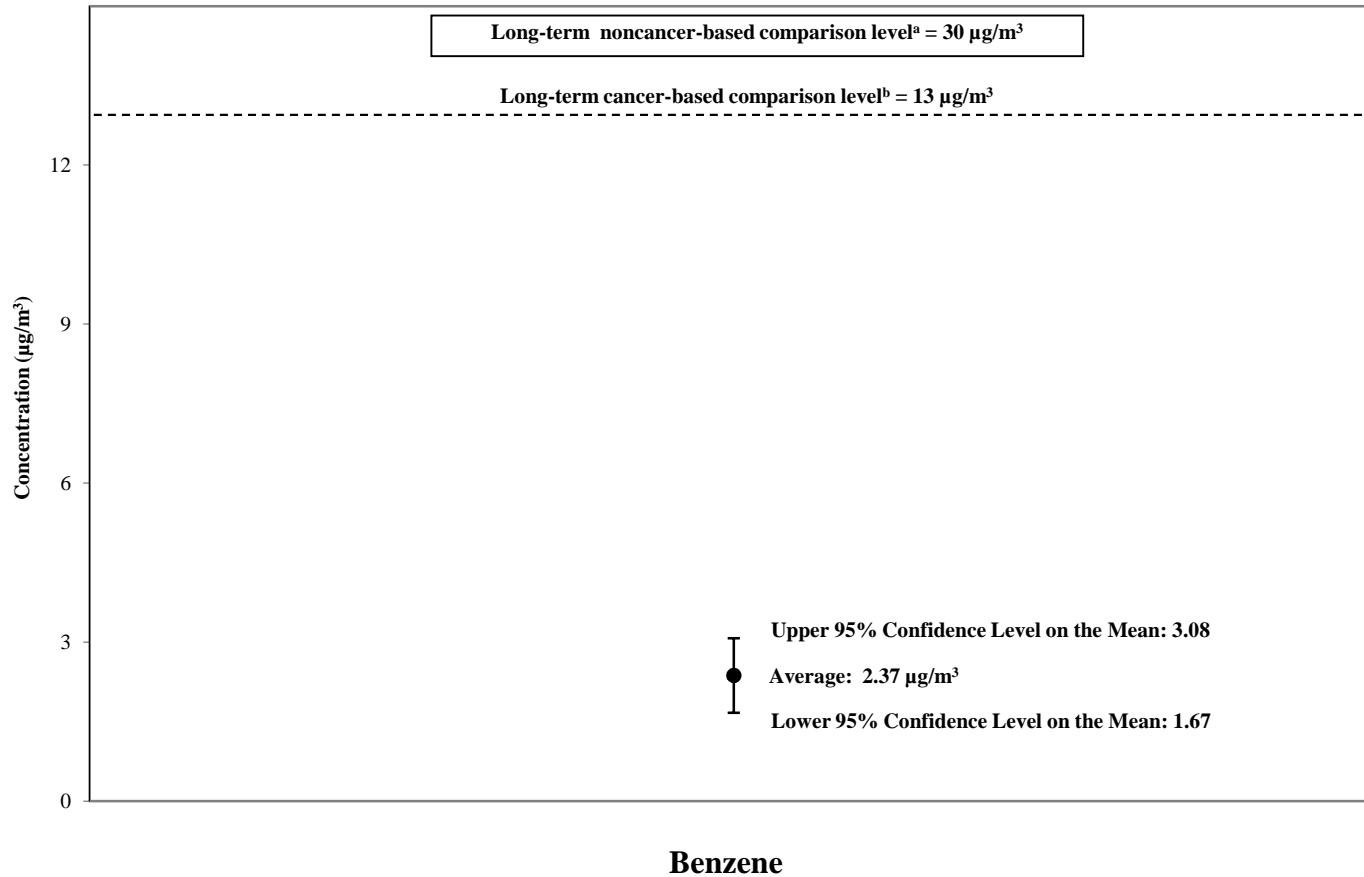 Long-term  noncancer-based comparison levelᵃ = 30 µg/m³
Long-term cancer-based comparison levelᵇ = 13 µg/m³
12
9
6
3
0
Concentration (µg/m³)
Upper 95% Confidence Level on the Mean: 3.08
Average:  2.37 µg/m³
Lower 95% Confidence Level on the Mean: 1.67
Benzene